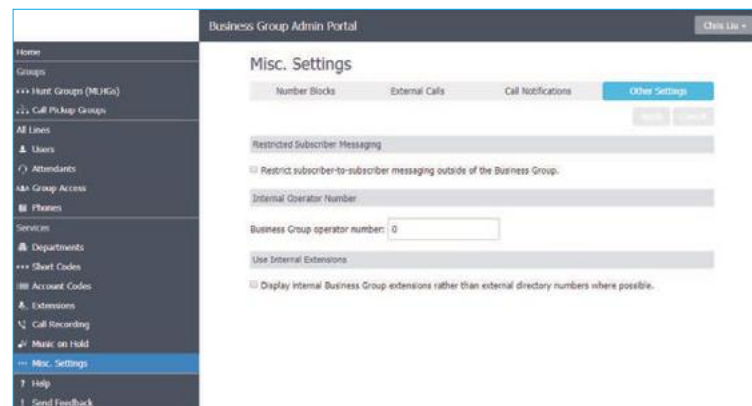 Business Group Admin Portal
Chris Liu
Home
Groups
Hunt Groups (MLHGs)
Call Pickup Groups
All Lines
Users
Attendants
Group Access
Phones
Services
Departments
Short Codes
Account Codes
Extensions
Call Recording
Music on Hold
Misc. Settings
? Help
! Send Feedback
Misc. Settings
Number Blocks External Calls Call Notifications Other Settings
Apply Cancel
Restricted Subscriber Messaging
Restrict subscriber-to-subscriber messaging outside of the Business Group.
Internal Operator Number
Business Group operator number: 0
Use Internal Extensions
Display internal Business Group extensions rather than external directory numbers where possible.